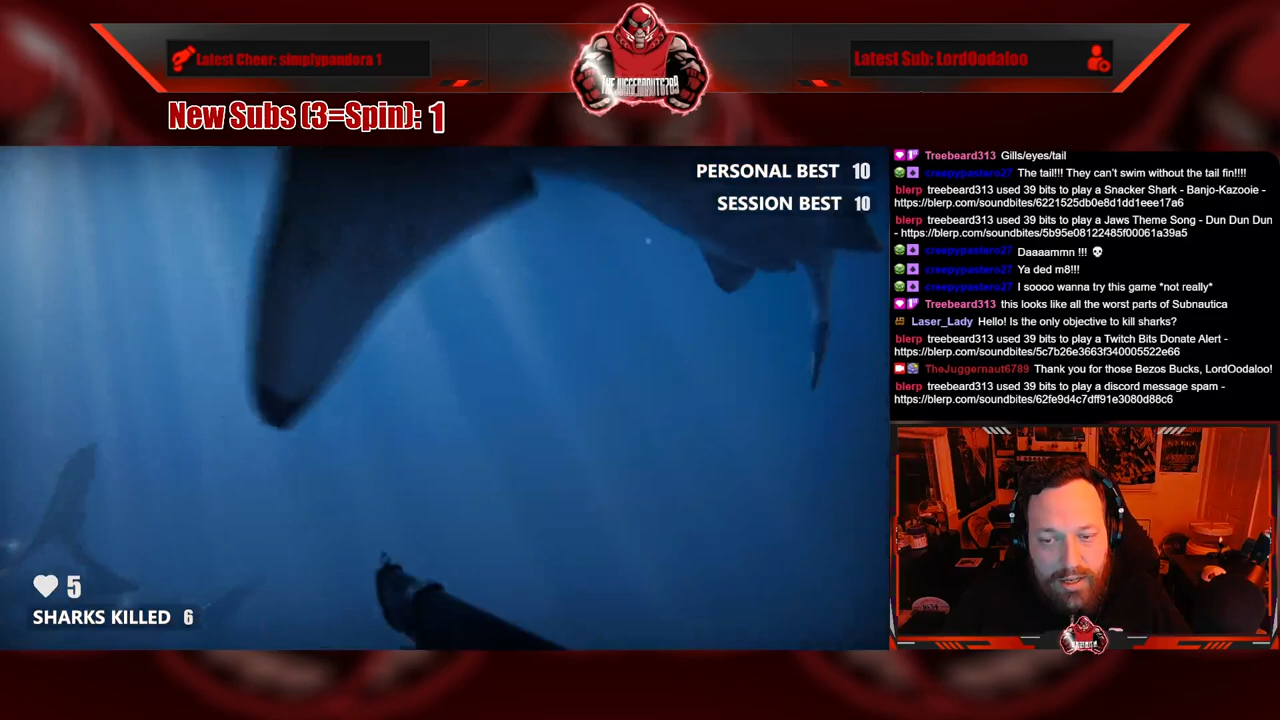 Latest Cheer: simplypandora 1
THEJUGGERNAUT6789
Latest Sub: LordOodaloo
New Subs (3=Spin): 1
PERSONAL BEST 10
SESSION BEST 10
Treebeard313 Gills/eyes/tail
creepypastero27 The tail!!! They can't swim without the tail fin!!!!
blerp treebeard313 used 39 bits to play a Snacker Shark - Banjo-Kazooie -
https://blerp.com/soundbites/6221525db0e8d1dd1eee17a6
blerp treebeard313 used 39 bits to play a Jaws Theme Song - Dun Dun Dun
- https://blerp.com/soundbites/5b95e08122485f00061a39a5
creepypastero27 Daaaammn !!! 💀
creepypastero27 Ya ded m8!!!
creepypastero27 I soooo wanna try this game *not really*
Treebeard313 this looks like all the worst parts of Subnautica
Laser_Lady Hello! Is the only objective to kill sharks?
blerp treebeard313 used 39 bits to play a Twitch Bits Donate Alert -
https://blerp.com/soundbites/5c7b26e3663f340005522e66
TheJuggernaut6789 Thank you for those Bezos Bucks, LordOodaloo!
blerp treebeard313 used 39 bits to play a discord message spam -
https://blerp.com/soundbites/62fe9d4c7dff91e3080d88c6
5
SHARKS KILLED 6